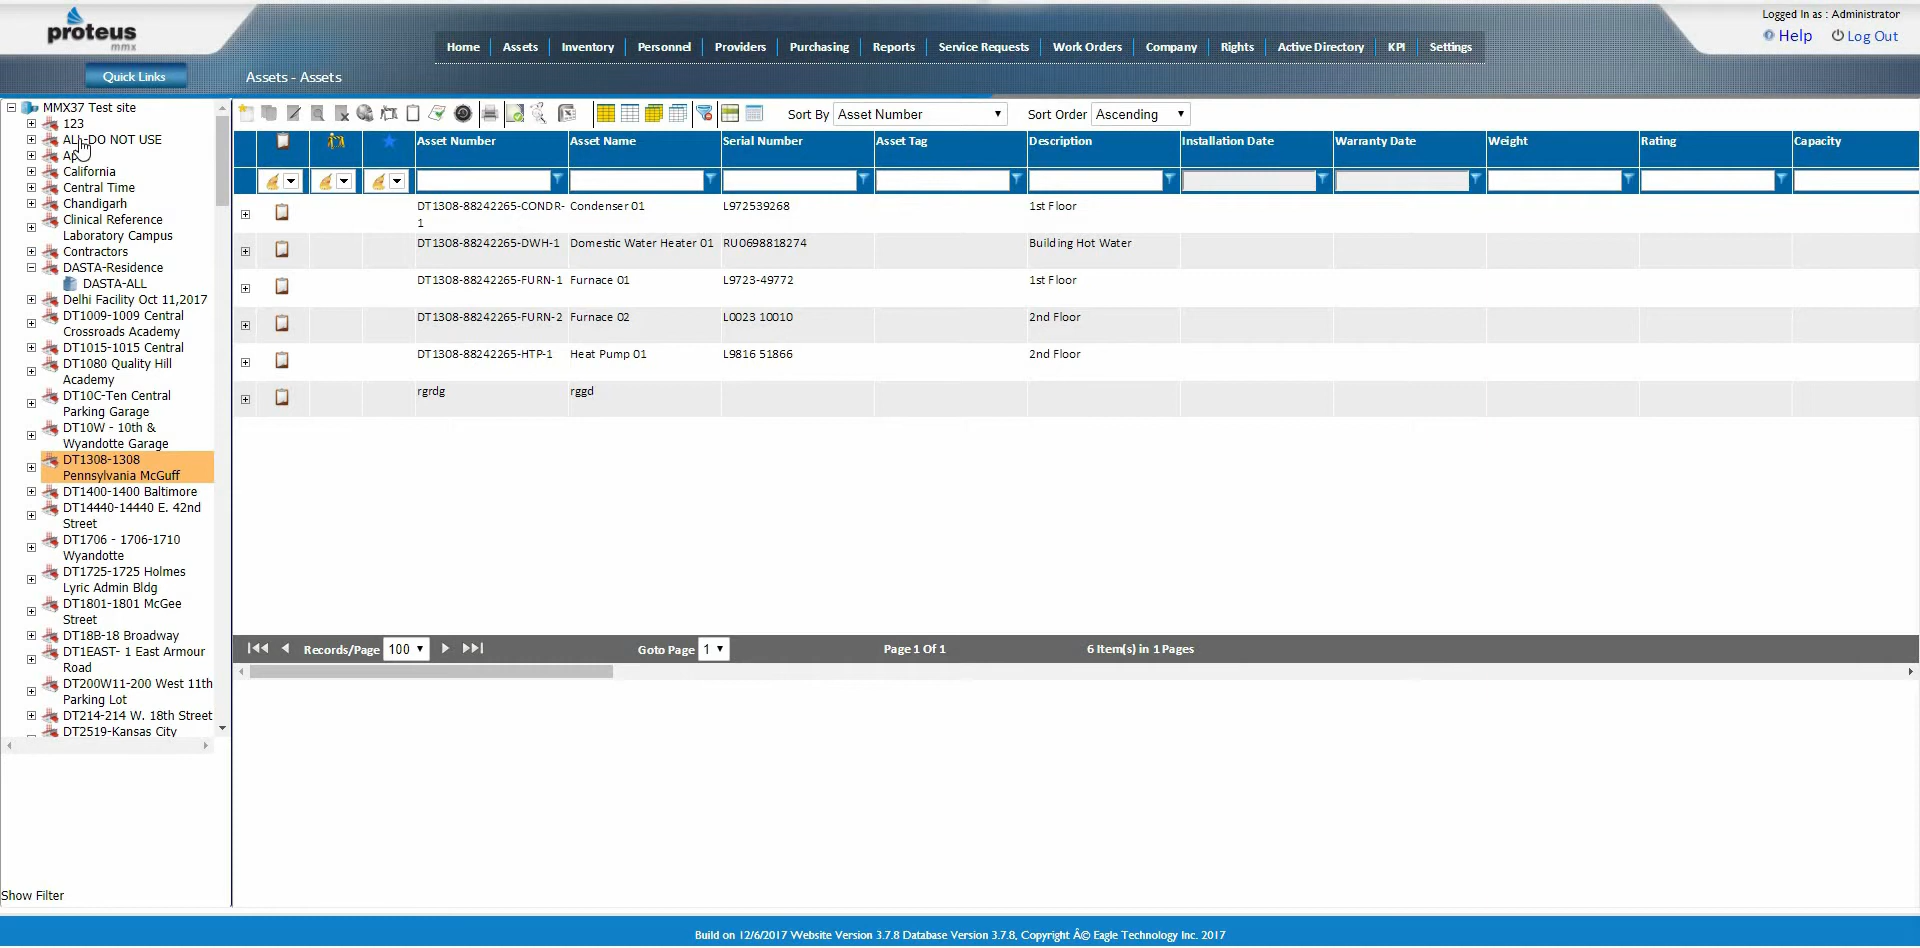 proteus
mmx
Logged In as : Administrator
Help Log Out
Home Assets Inventory Personnel Providers Purchasing Reports Service Requests Work Orders Company Rights Active Directory KPI Settings
Quick Links
Assets - Assets
MMX37 Test site
123
ALL-DO NOT USE
California
Central Time
Chandigarh
Clinical Reference
Laboratory Campus
Contractors
DASTA-Residence
DASTA-ALL
Delhi Facility Oct 11,2017
DT1009-1009 Central
Crossroads Academy
DT1015-1015 Central
DT1080 Quality Hill
Academy
DT10C-Ten Central
Parking Garage
DT10W - 10th &
Wyandotte Garage
DT1308-1308
Pennsylvania McGuff
DT1400-1400 Baltimore
DT14440-14440 E. 42nd
Street
DT1706 - 1706-1710
Wyandotte
DT1725-1725 Holmes
Lyric Admin Bldg
DT1801-1801 McGee
Street
DT18B-18 Broadway
DT1EAST- 1 East Armour
Road
DT200W11-200 West 11th
Parking Lot
DT214-214 W. 18th Street
DT2519-Kansas City
Show Filter
Sort By Asset Number Sort Order Ascending
Asset Number Asset Name Serial Number Asset Tag Description Installation Date Warranty Date Weight Rating Capacity
DT1308-88242265-CONDR- Condenser 01 L972539268 1st Floor
1
DT1308-88242265-DWH-1 Domestic Water Heater 01 RU0698818274 Building Hot Water
DT1308-88242265-FURN-1 Furnace 01 L9723-49772 1st Floor
DT1308-88242265-FURN-2 Furnace 02 L0023 10010 2nd Floor
DT1308-88242265-HTP-1 Heat Pump 01 L9816 51866 2nd Floor
rgrdg rggd
Records/Page 100 Goto Page 1 Page 1 Of 1 6 Item(s) in 1 Pages
Build on 12/6/2017 Website Version 3.7.8 Database Version 3.7.8, Copyright Â© Eagle Technology Inc. 2017